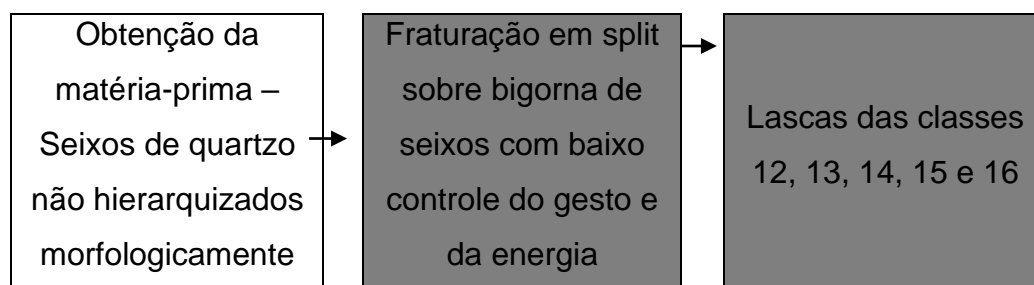 Obtenção da
matéria-prima –
Seixos de quartzo
não hierarquizados
morfologicamente
Fraturação em split
sobre bigorna de
seixos com baixo
controle do gesto e
da energia
Lascas das classes
12, 13, 14, 15 e 16